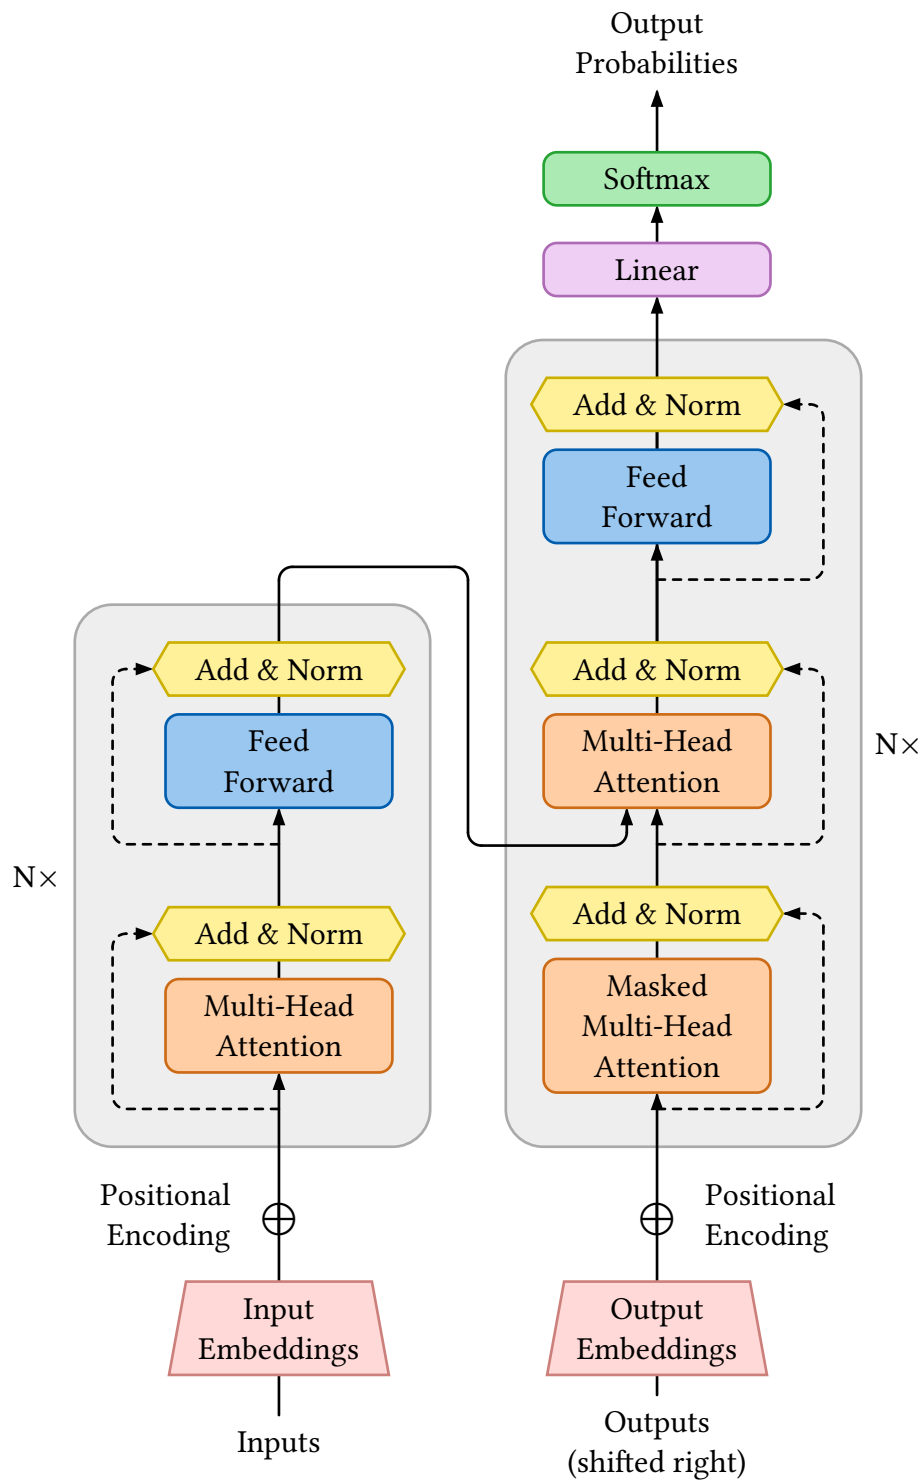 Output
Probabilities
Softmax
Linear
Add & Norm
Feed
Forward
Add & Norm
Multi-Head
Attention
N×
Add & Norm
Masked
Multi-Head
Attention
Add & Norm
Feed
Forward
N×
Add & Norm
Multi-Head
Attention
Positional
Encoding
Positional
Encoding
Input
Embeddings
Output
Embeddings
Inputs
Outputs
(shifted right)